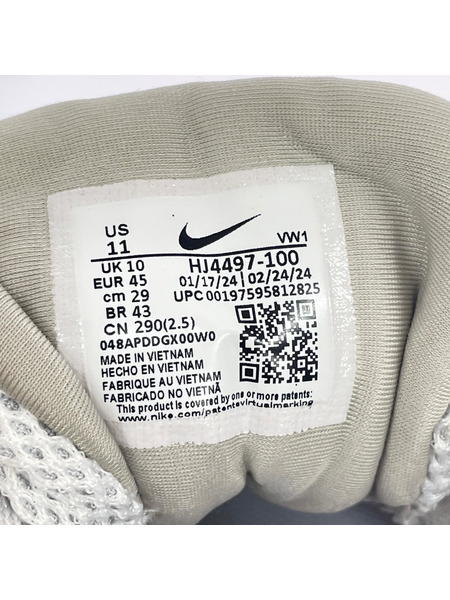 US
11
VW1
UK 10
HJ4497-100
EUR 45
01/17/24 | 02/24/24
cm 29
UPC 00197595812825
BR 43
CN 290(2.5)
048APDDGX00W0
MADE IN VIETNAM
HECHO EN VIETNAM
FABRIQUE AU VIETNAM
FABRICADO NO VIETNÃ
This product is covered by one or more patents:
www.nike.com/patentsvirtualmarking